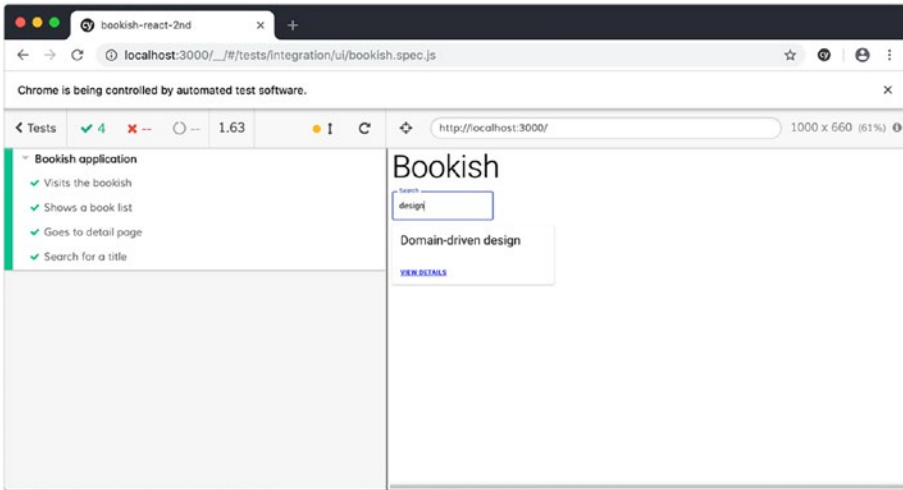 bookish-react-2nd
localhost:3000/__/#/tests/integration/ui/bookish.spec.js
Chrome is being controlled by automated test software.
Tests 4 -- -- 1.63 http://localhost:3000/ 1000 x 660 (61%)
Bookish application
Visits the bookish
Shows a book list
Goes to detail page
Search for a title
Bookish
Search
design
Domain-driven design
VIEW DETAILS